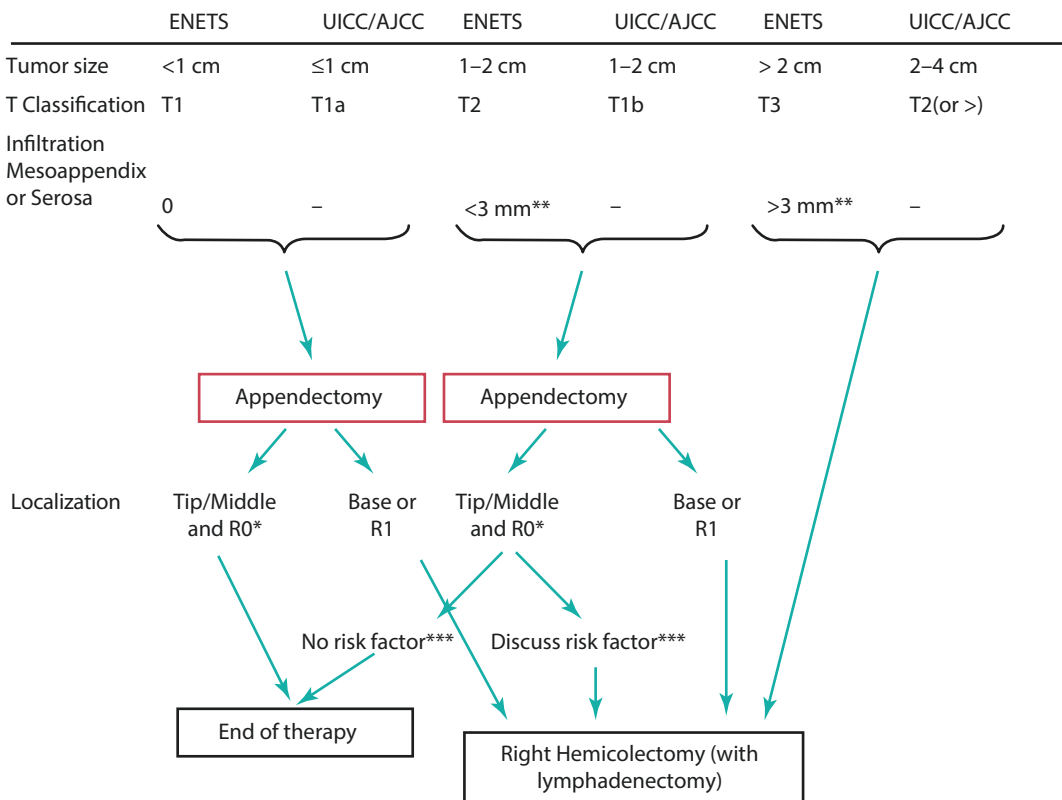 ENETS UICC/AJCC ENETS UICC/AJCC ENETS UICC/AJCC
Tumor size <1 cm ≤1 cm 1–2 cm 1–2 cm > 2 cm 2–4 cm
T Classification T1 T1a T2 T1b T3 T2(or >)
Infiltration
Mesoappendix
or Serosa 0 – <3 mm** – >3 mm** –
Appendectomy Appendectomy
Localization Tip/Middle Base or Tip/Middle Base or
and R0* R1 and R0* R1
No risk factor*** Discuss risk factor***
End of therapy
Right Hemicolectomy (with
lymphadenectomy)